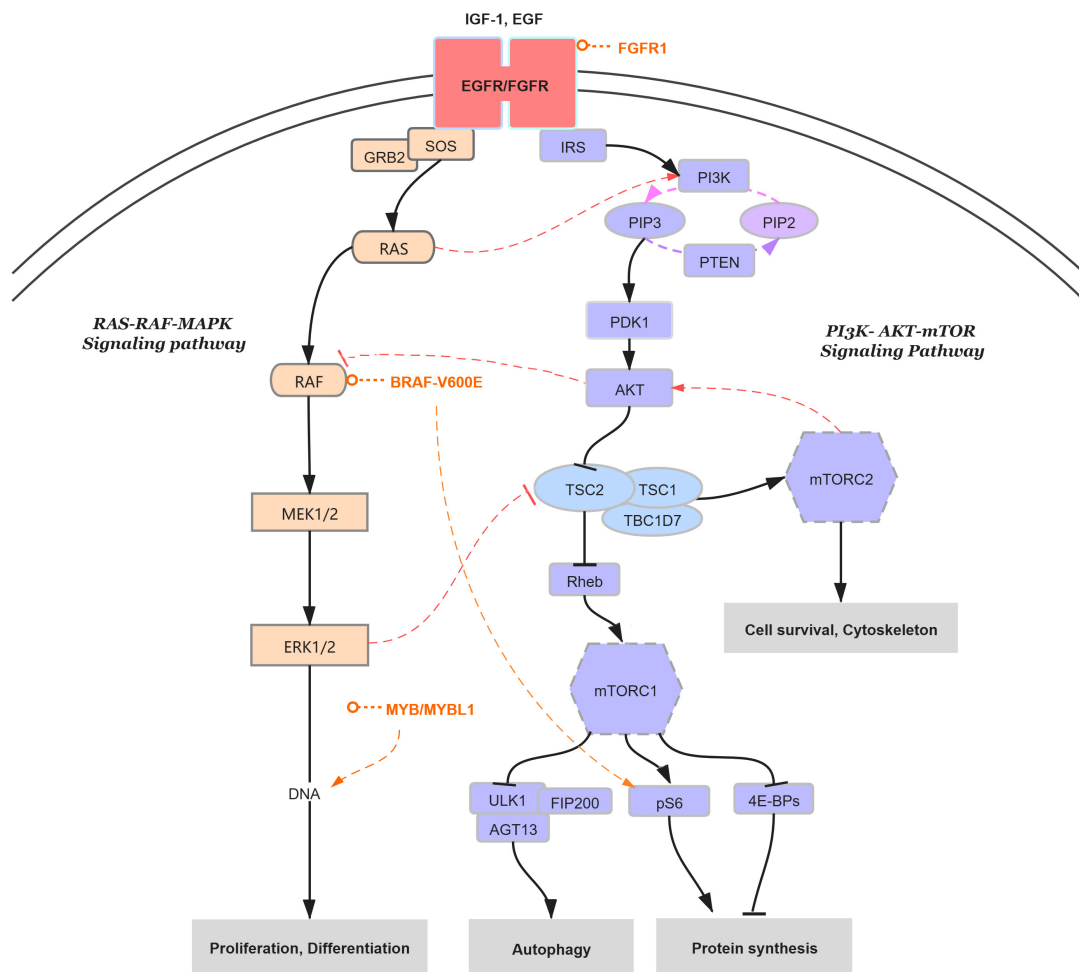 IGF-1, EGF
FGFR1
EGFR/FGFR
SOS
GRB2
IRS
PI3K
PIP3
PIP2
RAS
PTEN
PDK1
RAS-RAF-MAPK
Signaling pathway
PI3K- AKT-mTOR
Signaling Pathway
RAF
BRAF-V600E
AKT
mTORC2
TSC2
TSC1
TBC1D7
MEK1/2
Rheb
Cell survival, Cytoskeleton
ERK1/2
mTORC1
MYB/MYBL1
DNA
ULK1
FIP200
pS6
4E-BPs
AGT13
Proliferation, Differentiation
Autophagy
Protein synthesis